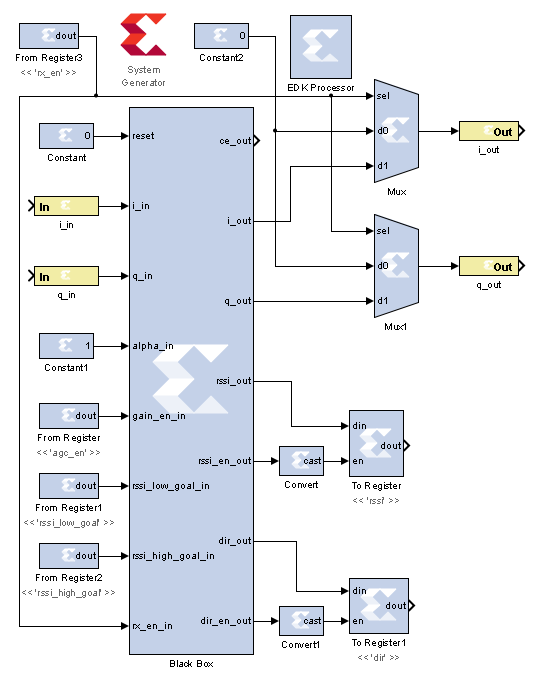 dout
From Register3
<< 'rx_en' >>
System
Generator
0
Constant2
EDK Processor
sel
d0
d1
Mux
Out
i_out
sel
d0
d1
Mux1
Out
q_out
0
Constant
In
i_in
In
q_in
1
Constant1
dout
From Register
<< 'agc_en' >>
dout
From Register1
<< 'rssi_low_goal' >>
dout
From Register2
<< 'rssi_high_goal' >>
reset
i_in
q_in
alpha_in
gain_en_in
rssi_low_goal_in
rssi_high_goal_in
rx_en_in
ce_out
i_out
q_out
rssi_out
rssi_en_out
dir_out
dir_en_out
Black Box
cast
Convert
din
dout
en
To Register
<< 'rssi' >>
cast
Convert1
din
dout
en
To Register1
<< 'dir' >>